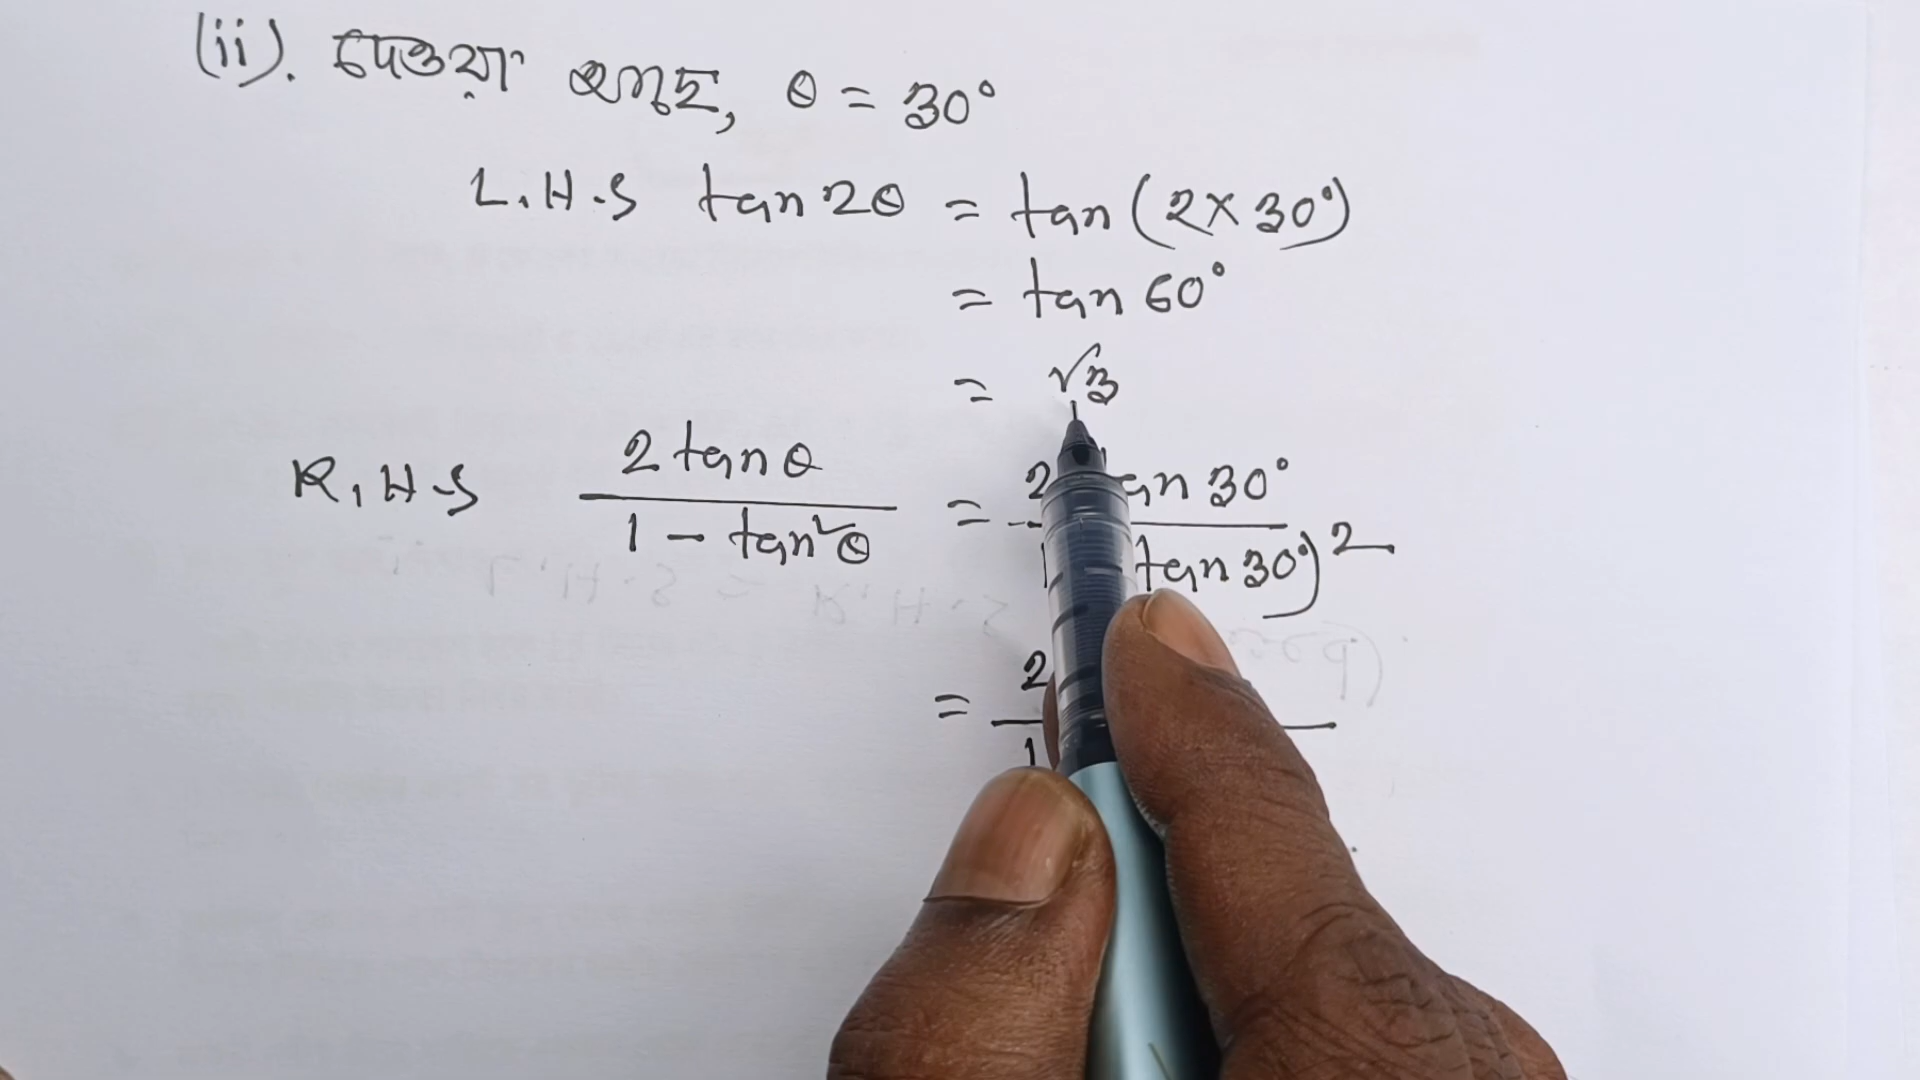 (ii). দেওয়া আছে, θ = 30°
L.H.S tan 2θ = tan (2 × 30°)
= tan 60°
= √3
R.H.S 2 tan θ / 1 - tan²θ = 2 tan 30° / 1 tan 30°)²
= 2 / 1